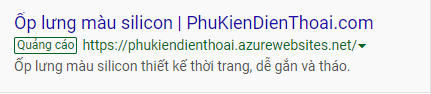 Ốp lưng màu silicon | PhuKienDienThoai.com
Quảng cáo https://phukiendienthoai.azurewebsites.net/
Ốp lưng màu silicon thiết kế thời trang, dễ gắn và tháo.